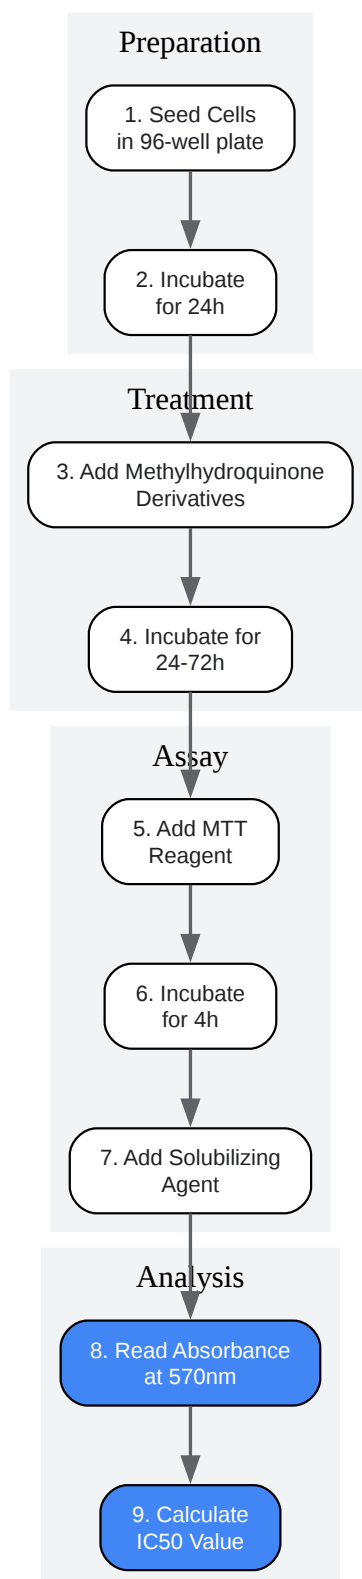 Preparation
1. Seed Cells
in 96-well plate
2. Incubate
for 24h
Treatment
3. Add Methylhydroquinone
Derivatives
4. Incubate for
24-72h
Assay
5. Add MTT
Reagent
6. Incubate
for 4h
7. Add Solubilizing
Agent
Analysis
8. Read Absorbance
at 570nm
9. Calculate
IC50 Value